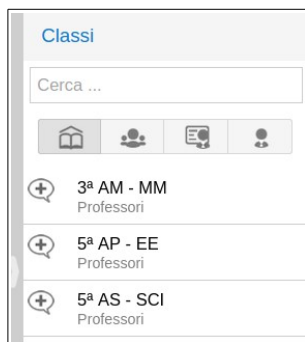 Classi
Cerca ...
3ª AM - MM
Professori
5ª AP - EE
Professori
5ª AS - SCI
Professori